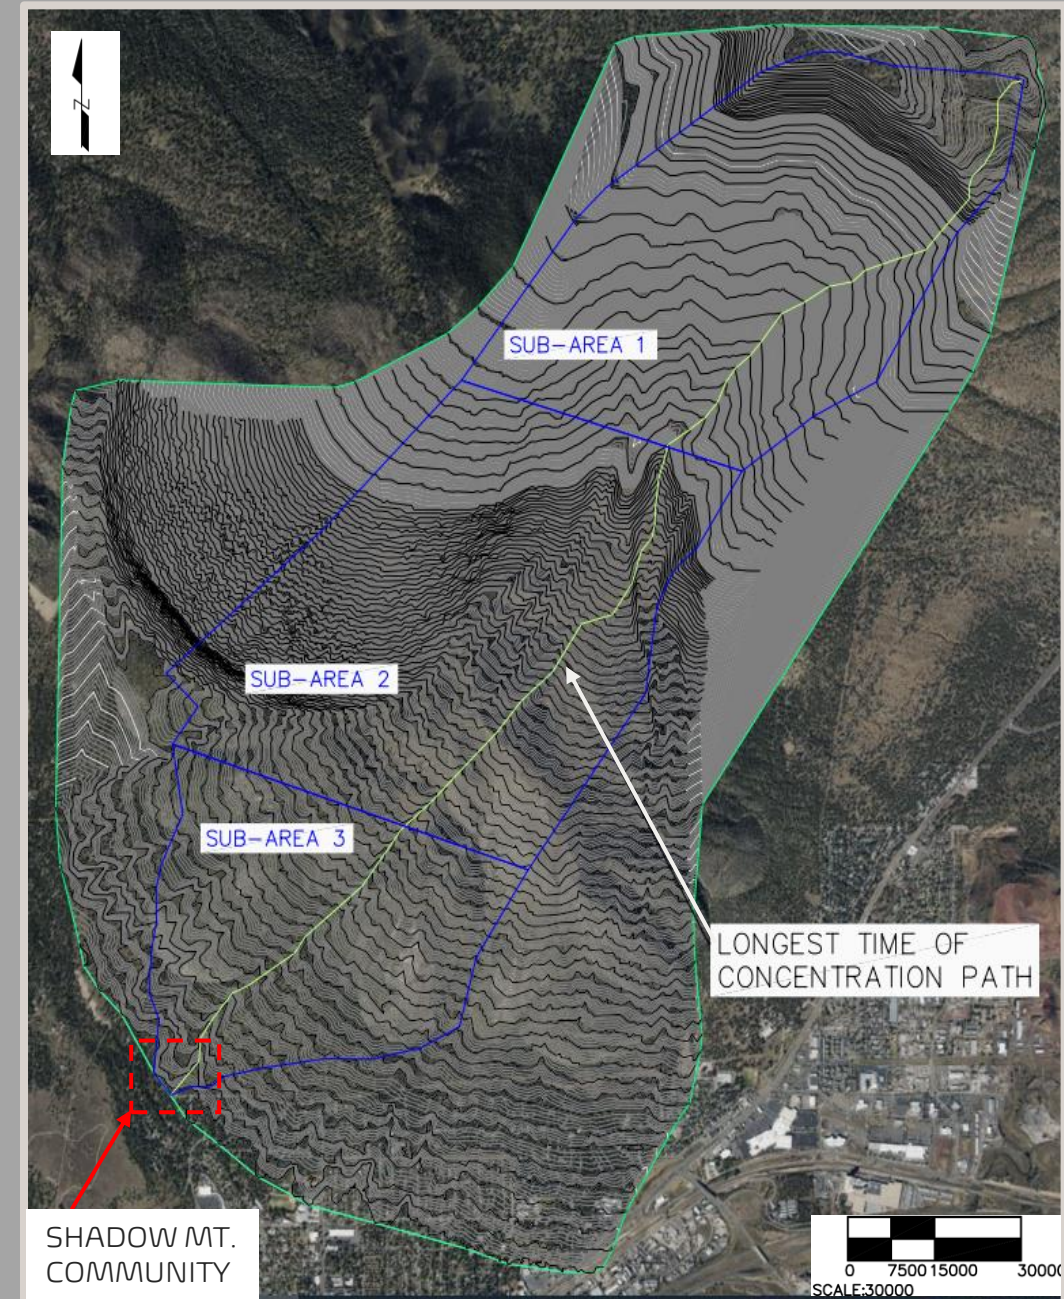 N
SUB-AREA 1
SUB-AREA 2
SUB-AREA 3
LONGEST TIME OF
CONCENTRATION PATH
SHADOW MT.
COMMUNITY
0 7500 15000 30000
SCALE:30000